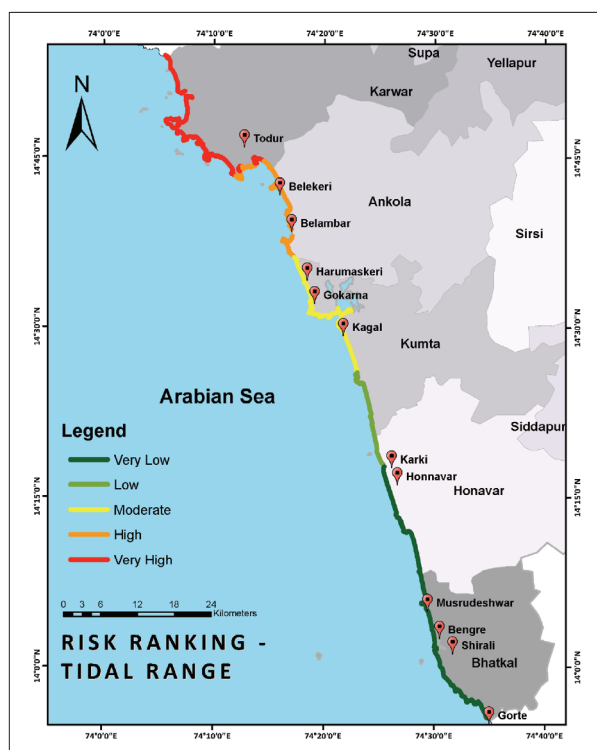 74°0'0"E 74°10'0"E 74°20'0"E 74°30'0"E 74°40'0"E
Supa
Yellapur
N
Karwar
Todur
14°45'0"N 14°45'0"N
Belekeri
Ankola
Belambar
Sirsi
Harumaskeri
Gokarna
Kagal
14°30'0"N 14°30'0"N
Kumta
Arabian Sea
Siddapur
Legend
Very Low
Low
Moderate
High
Very High
Karki
Honnavar
Honavar
14°15'0"N 14°15'0"N
Musrudeshwar
Bengre
Shirali
Bhatkal
0 3 6 12 18 24
Kilometers
RISK RANKING -
TIDAL RANGE
14°0'0"N 14°0'0"N
Gorte
74°0'0"E 74°10'0"E 74°20'0"E 74°30'0"E 74°40'0"E